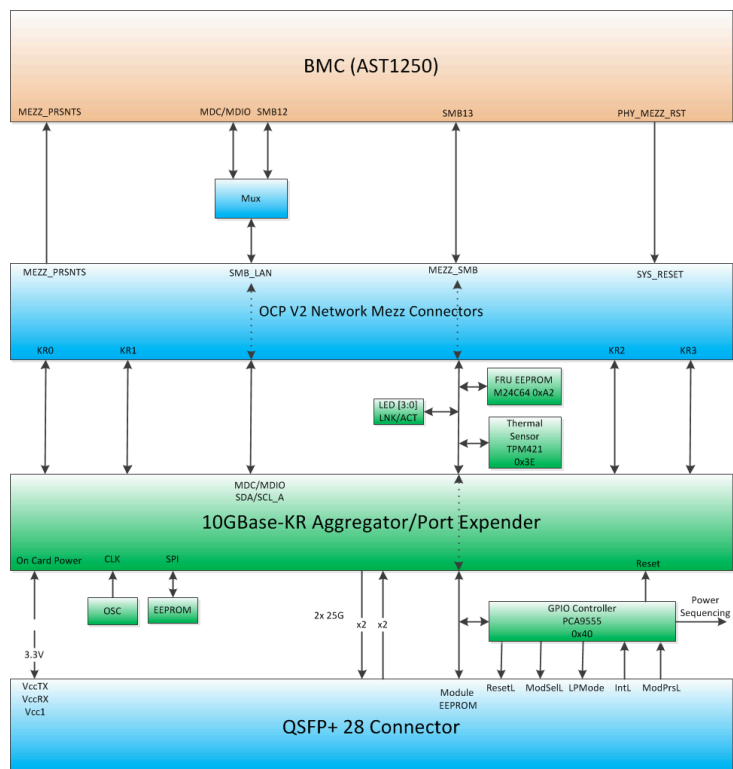 BMC (AST1250)
MEZZ_PRSNTS
MDC/MDIO SMB12
SMB13
PHY_MEZZ_RST
Mux
MEZZ_PRSNTS
SMB_LAN
MEZZ_SMB
SYS_RESET
OCP V2 Network Mezz Connectors
KR0
KR1
KR2
KR3
FRU EEPROM
M24C64 0xA2
LED [3:0]
LNK/ACT
Thermal
Sensor
TPM421
0x3E
MDC/MDIO
SDA/SCL_A
10GBase-KR Aggregator/Port Expender
On Card Power
CLK
SPI
Reset
OSC
EEPROM
2x 25G
x2
x2
GPIO Controller
PCA9555
0x40
Power
Sequencing
3.3V
VccTX
VccRX
Vcc1
Module
EEPROM
ResetL
ModSelL
LPMode
IntL
ModPrsL
QSFP+ 28 Connector